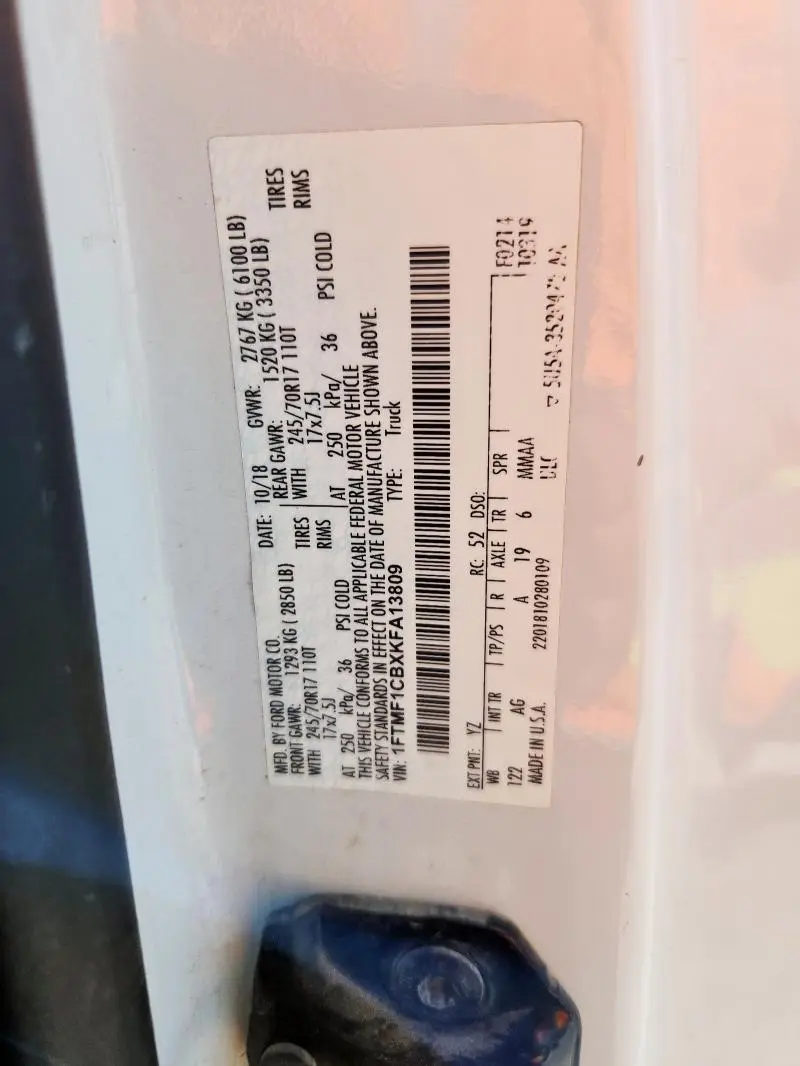 MFD. BY FORD MOTOR CO.
DATE: 10/18 GVWR: 2767 KG ( 6100 LB)
FRONT GAWR: 1293 KG ( 2850 LB)
REAR GAWR: 1520 KG ( 3350 LB)
WITH 245/70R17 110T TIRES
WITH 245/70R17 110T TIRES
17x7.5J RIMS
17x7.5J RIMS
AT 250 kPa/ 36 PSI COLD
AT 250 kPa/ 36 PSI COLD
THIS VEHICLE CONFORMS TO ALL APPLICABLE FEDERAL MOTOR VEHICLE
SAFETY STANDARDS IN EFFECT ON THE DATE OF MANUFACTURE SHOWN ABOVE.
VIN: 1FTMF1CBXKFA13809 TYPE: Truck
EXT PNT: YZ RC: 52 DSO:
WB INT TR TP/PS R AXLE TR SPR F0214
122 AG A 19 6 MMAA T0319
ULC
MADE IN U.S.A. 2201810280109